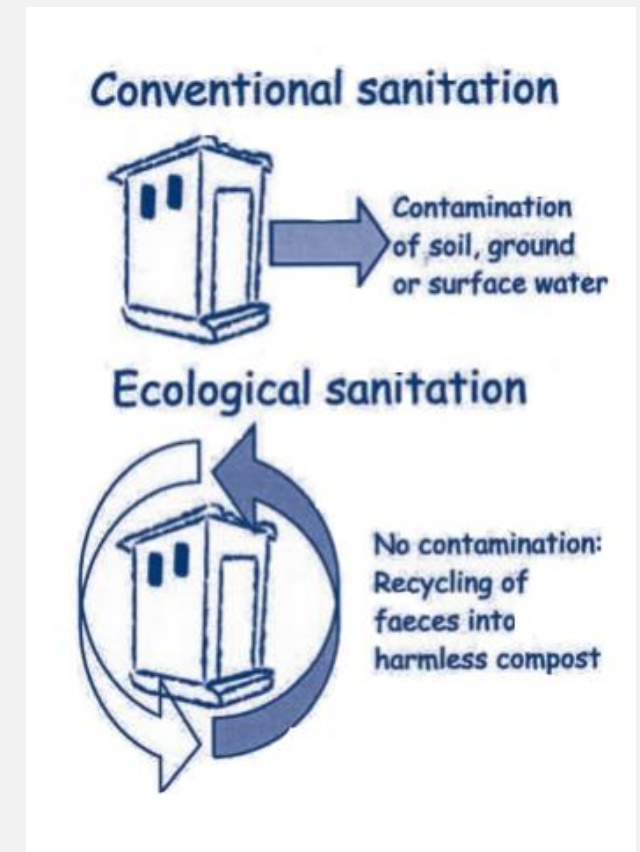 Conventional sanitation
Contamination
of soil, ground
or surface water
Ecological sanitation
No contamination:
Recycling of
faeces into
harmless compost